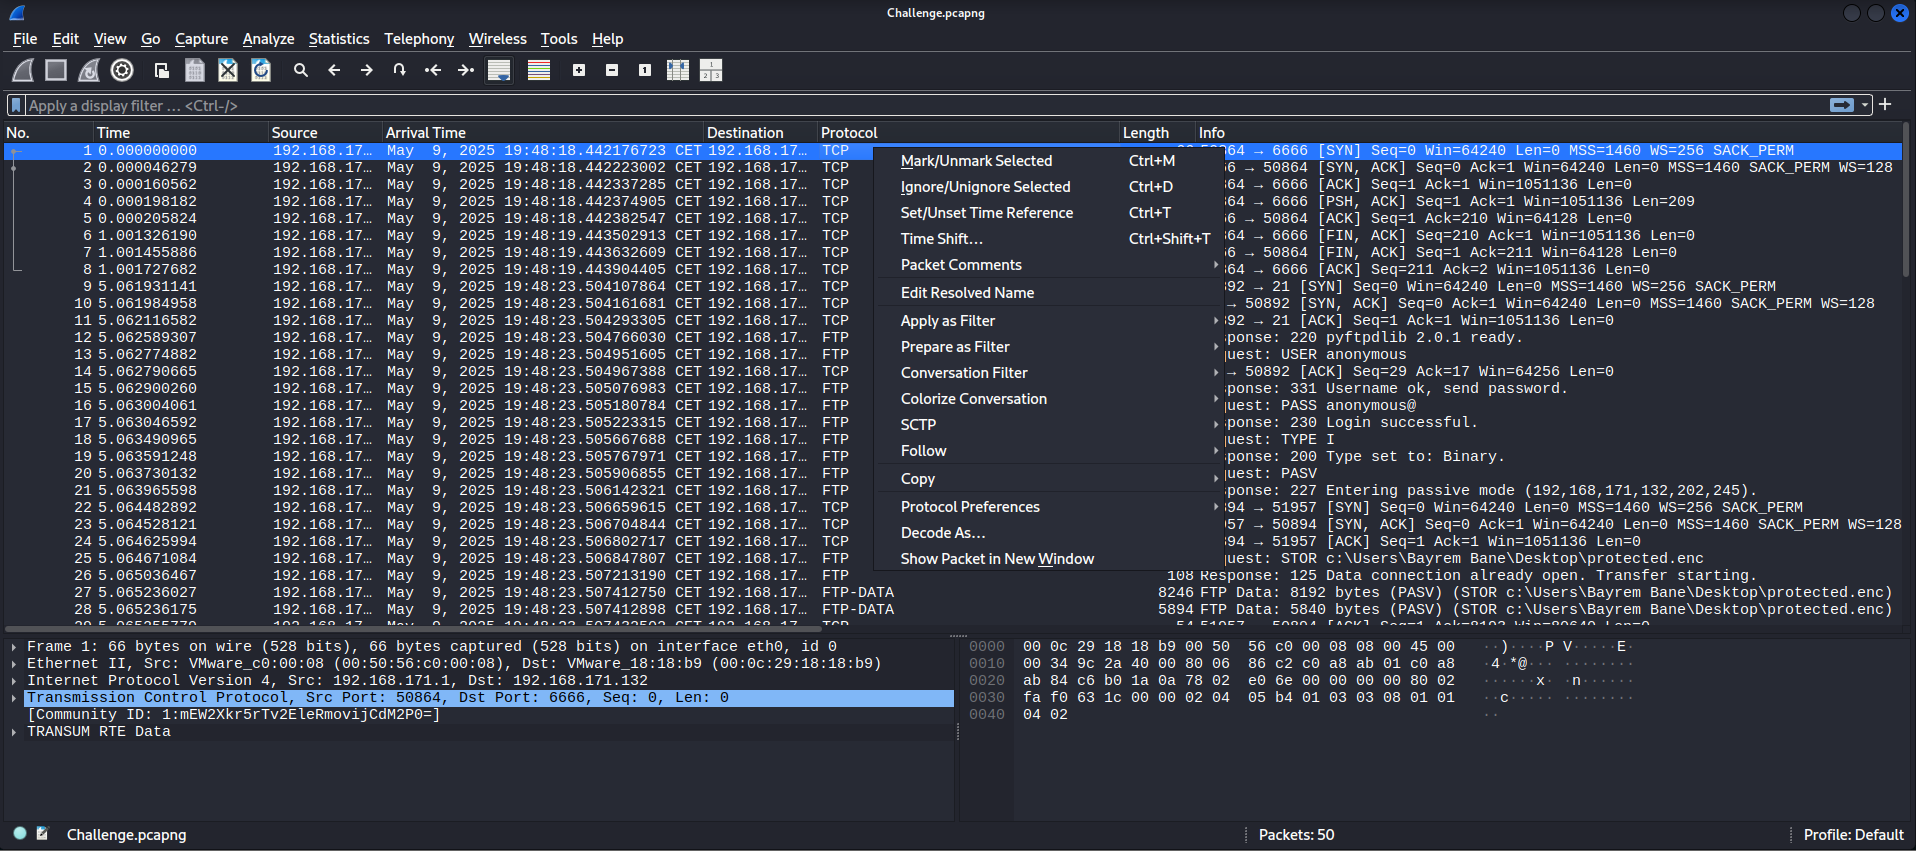 Challenge.pcapng
File Edit View Go Capture Analyze Statistics Telephony Wireless Tools Help
Apply a display filter … <Ctrl-/>
No. Time Source Arrival Time Destination Protocol Length Info
1 0.000000000 192.168.17… May 9, 2025 19:48:18.442176723 CET 192.168.17… TCP 50864 → 6666 [SYN] Seq=0 Win=64240 Len=0 MSS=1460 WS=256 SACK_PERM
2 0.000046279 192.168.17… May 9, 2025 19:48:18.442223002 CET 192.168.17… TCP → 50864 [SYN, ACK] Seq=0 Ack=1 Win=64240 Len=0 MSS=1460 SACK_PERM WS=128
3 0.000160562 192.168.17… May 9, 2025 19:48:18.442337285 CET 192.168.17… TCP 64 → 6666 [ACK] Seq=1 Ack=1 Win=1051136 Len=0
4 0.000198182 192.168.17… May 9, 2025 19:48:18.442374905 CET 192.168.17… TCP 64 → 6666 [PSH, ACK] Seq=1 Ack=1 Win=1051136 Len=209
5 0.000205824 192.168.17… May 9, 2025 19:48:18.442382547 CET 192.168.17… TCP 6 → 50864 [ACK] Seq=1 Ack=210 Win=64128 Len=0
6 1.001326190 192.168.17… May 9, 2025 19:48:19.443502913 CET 192.168.17… TCP 64 → 6666 [FIN, ACK] Seq=210 Ack=1 Win=1051136 Len=0
7 1.001455886 192.168.17… May 9, 2025 19:48:19.443632609 CET 192.168.17… TCP 6 → 50864 [FIN, ACK] Seq=1 Ack=211 Win=64128 Len=0
8 1.001727682 192.168.17… May 9, 2025 19:48:19.443904405 CET 192.168.17… TCP 64 → 6666 [ACK] Seq=211 Ack=2 Win=1051136 Len=0
9 5.061931141 192.168.17… May 9, 2025 19:48:23.504107864 CET 192.168.17… TCP 92 → 21 [SYN] Seq=0 Win=64240 Len=0 MSS=1460 WS=256 SACK_PERM
10 5.061984958 192.168.17… May 9, 2025 19:48:23.504161681 CET 192.168.17… TCP → 50892 [SYN, ACK] Seq=0 Ack=1 Win=64240 Len=0 MSS=1460 SACK_PERM WS=128
11 5.062116582 192.168.17… May 9, 2025 19:48:23.504293305 CET 192.168.17… TCP 92 → 21 [ACK] Seq=1 Ack=1 Win=1051136 Len=0
12 5.062589307 192.168.17… May 9, 2025 19:48:23.504766030 CET 192.168.17… FTP ponse: 220 pyftpdlib 2.0.1 ready.
13 5.062774882 192.168.17… May 9, 2025 19:48:23.504951605 CET 192.168.17… FTP uest: USER anonymous
14 5.062790665 192.168.17… May 9, 2025 19:48:23.504967388 CET 192.168.17… TCP → 50892 [ACK] Seq=29 Ack=17 Win=64256 Len=0
15 5.062900260 192.168.17… May 9, 2025 19:48:23.505076983 CET 192.168.17… FTP ponse: 331 Username ok, send password.
16 5.063004061 192.168.17… May 9, 2025 19:48:23.505180784 CET 192.168.17… FTP uest: PASS anonymous@
17 5.063046592 192.168.17… May 9, 2025 19:48:23.505223315 CET 192.168.17… FTP ponse: 230 Login successful.
18 5.063490965 192.168.17… May 9, 2025 19:48:23.505667688 CET 192.168.17… FTP uest: TYPE I
19 5.063591248 192.168.17… May 9, 2025 19:48:23.505767971 CET 192.168.17… FTP ponse: 200 Type set to: Binary.
20 5.063730132 192.168.17… May 9, 2025 19:48:23.505906855 CET 192.168.17… FTP uest: PASV
21 5.063965598 192.168.17… May 9, 2025 19:48:23.506142321 CET 192.168.17… FTP ponse: 227 Entering passive mode (192,168,171,132,202,245).
22 5.064482892 192.168.17… May 9, 2025 19:48:23.506659615 CET 192.168.17… TCP 94 → 51957 [SYN] Seq=0 Win=64240 Len=0 MSS=1460 WS=256 SACK_PERM
23 5.064528121 192.168.17… May 9, 2025 19:48:23.506704844 CET 192.168.17… TCP 57 → 50894 [SYN, ACK] Seq=0 Ack=1 Win=64240 Len=0 MSS=1460 SACK_PERM WS=128
24 5.064625994 192.168.17… May 9, 2025 19:48:23.506802717 CET 192.168.17… TCP 94 → 51957 [ACK] Seq=1 Ack=1 Win=1051136 Len=0
25 5.064671084 192.168.17… May 9, 2025 19:48:23.506847807 CET 192.168.17… FTP uest: STOR c:\Users\Bayrem Bane\Desktop\protected.enc
26 5.065036467 192.168.17… May 9, 2025 19:48:23.507213190 CET 192.168.17… FTP 108 Response: 125 Data connection already open. Transfer starting.
27 5.065236027 192.168.17… May 9, 2025 19:48:23.507412750 CET 192.168.17… FTP-DATA 8246 FTP Data: 8192 bytes (PASV) (STOR c:\Users\Bayrem Bane\Desktop\protected.enc)
28 5.065236175 192.168.17… May 9, 2025 19:48:23.507412898 CET 192.168.17… FTP-DATA 5894 FTP Data: 5840 bytes (PASV) (STOR c:\Users\Bayrem Bane\Desktop\protected.enc)
Mark/Unmark Selected Ctrl+M
Ignore/Unignore Selected Ctrl+D
Set/Unset Time Reference Ctrl+T
Time Shift… Ctrl+Shift+T
Packet Comments
Edit Resolved Name
Apply as Filter
Prepare as Filter
Conversation Filter
Colorize Conversation
SCTP
Follow
Copy
Protocol Preferences
Decode As…
Show Packet in New Window
Frame 1: 66 bytes on wire (528 bits), 66 bytes captured (528 bits) on interface eth0, id 0
Ethernet II, Src: VMware_c0:00:08 (00:50:56:c0:00:08), Dst: VMware_18:18:b9 (00:0c:29:18:18:b9)
Internet Protocol Version 4, Src: 192.168.171.1, Dst: 192.168.171.132
Transmission Control Protocol, Src Port: 50864, Dst Port: 6666, Seq: 0, Len: 0
[Community ID: 1:mEW2Xkr5rTv2EleRmovijCdM2P0=]
TRANSUM RTE Data
0000 00 0c 29 18 18 b9 00 50 56 c0 00 08 08 00 45 00 ··)····P V·····E·
0010 00 34 9c 2a 40 00 80 06 86 c2 c0 a8 ab 01 c0 a8 ·4·*@··· ········
0020 ab 84 c6 b0 1a 0a 78 02 e0 6e 00 00 00 00 80 02 ······x· ·n······
0030 fa f0 63 1c 00 00 02 04 05 b4 01 03 03 08 01 01 ··c····· ········
0040 04 02 ··
Challenge.pcapng Packets: 50 Profile: Default